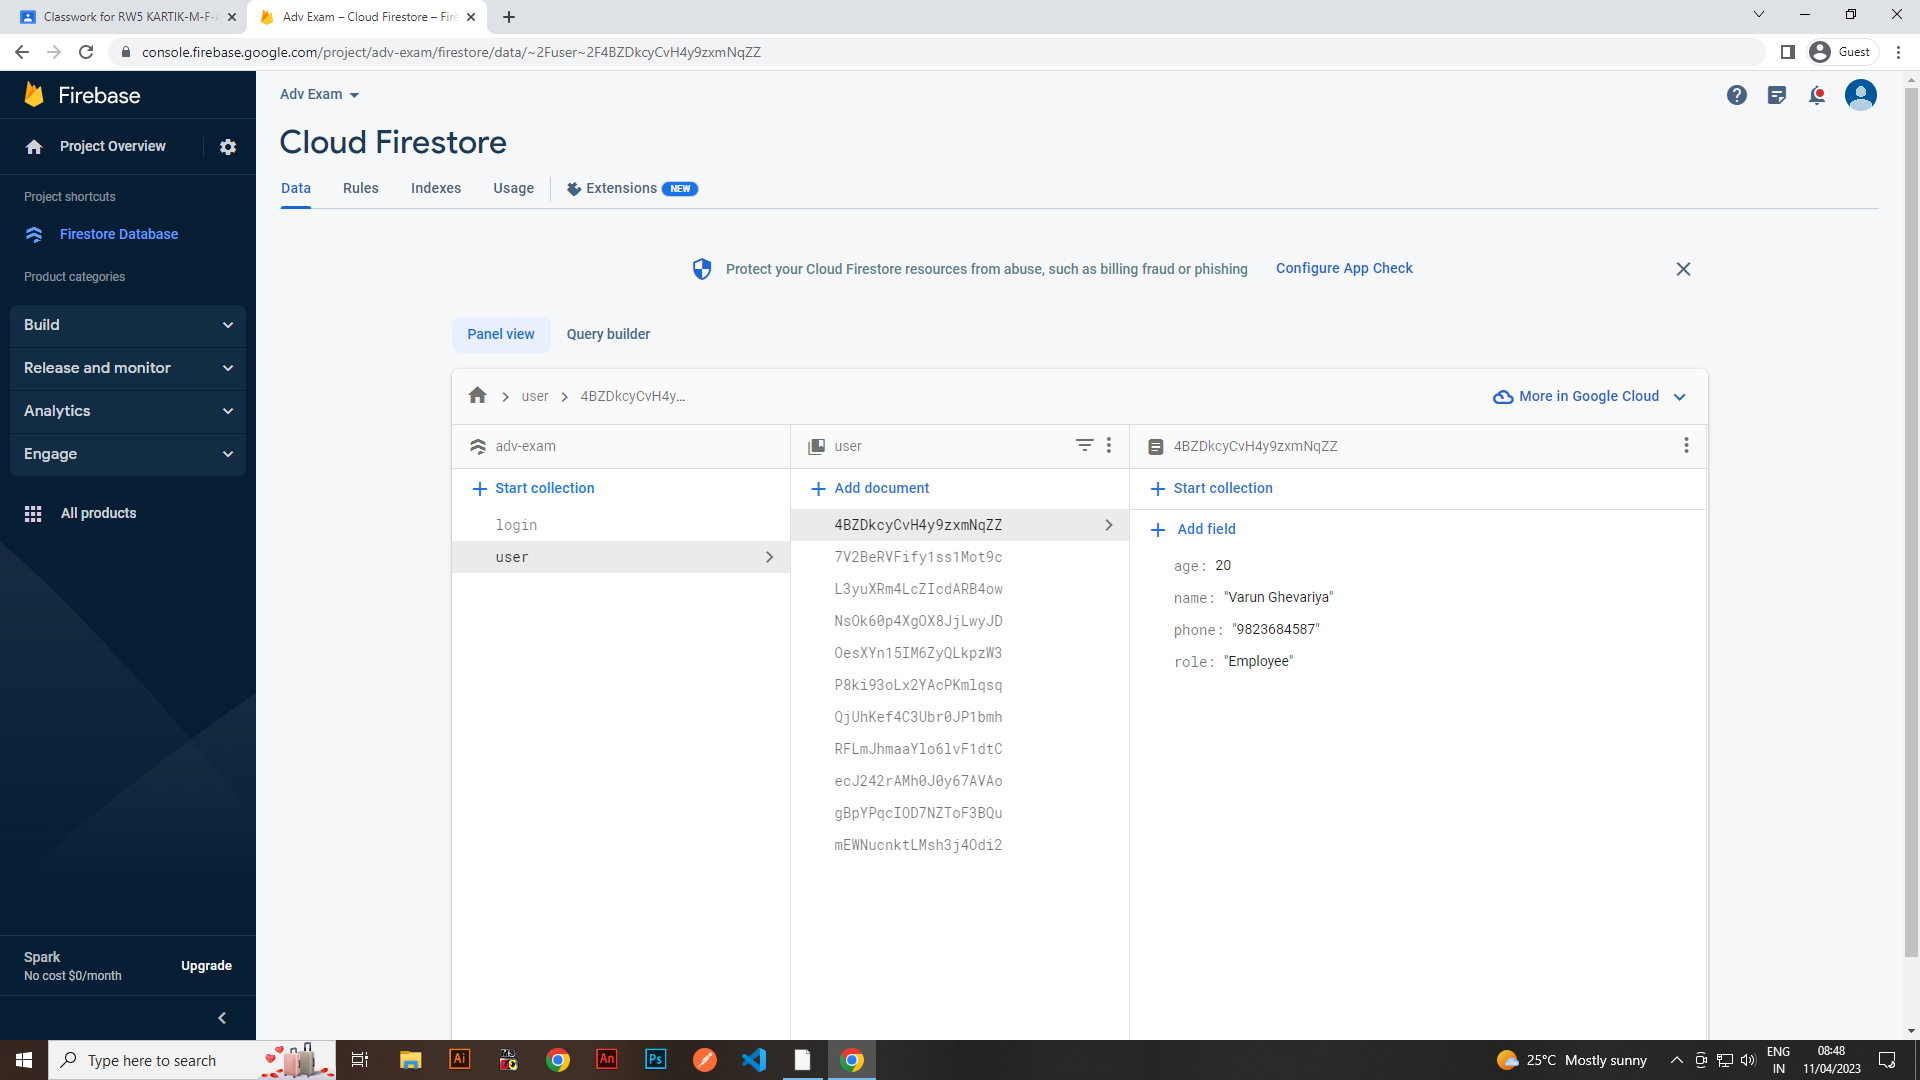 Classwork for RW5 KARTIK-M-F-A
Adv Exam – Cloud Firestore – Fire
console.firebase.google.com/project/adv-exam/firestore/data/~2Fuser~2F4BZDkcyCvH4y9zxmNqZZ
Guest
Firebase
Adv Exam
Project Overview
Cloud Firestore
Data
Rules
Indexes
Usage
Extensions
NEW
Project shortcuts
Firestore Database
Product categories
Build
Release and monitor
Analytics
Engage
All products
Protect your Cloud Firestore resources from abuse, such as billing fraud or phishing
Configure App Check
Panel view
Query builder
user
4BZDkcyCvH4y...
More in Google Cloud
adv-exam
Start collection
login
user
user
Add document
4BZDkcyCvH4y9zxmNqZZ
7V2BeRVFify1ss1Mot9c
L3yuXRm4LcZIcdARB4ow
NsOk60p4XgOX8JjLwyJD
OesXYn15IM6ZyQLkpzW3
P8ki93oLx2YAcPKmlqsq
QjUhKef4C3Ubr0JP1bmh
RFLmJhmaaYlo6lvF1dtC
ecJ242rAMh0J0y67AVAo
gBpYPqcIOD7NZToF3BQu
mEWNucnktLMsh3j4Odi2
4BZDkcyCvH4y9zxmNqZZ
Start collection
Add field
age: 20
name: "Varun Ghevariya"
phone: "9823684587"
role: "Employee"
Spark
No cost $0/month
Upgrade
Type here to search
Ai
An
Ps
25°C Mostly sunny
ENG
IN
08:48
11/04/2023